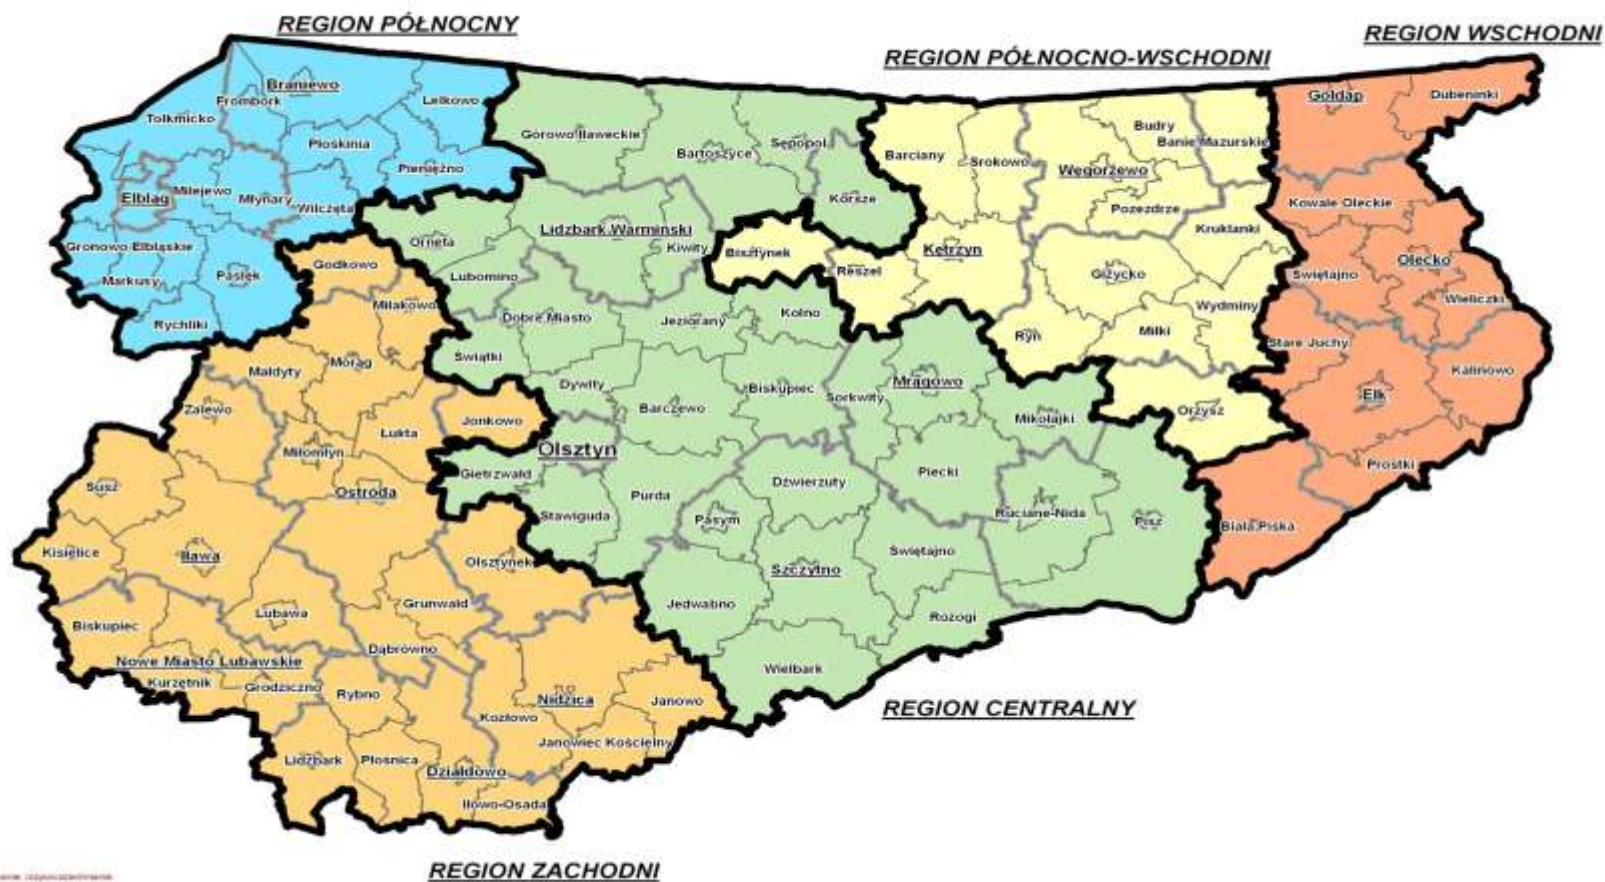 REGION PÓŁNOCNY
REGION WSCHODNI
REGION PÓŁNOCNO-WSCHODNI
Braniewo
Frombork
Lelkowo
Tolkmicko
Płoskinia
Pieniężno
Elbląg
Milejewo
Młynary
Wilczęta
Gronowo Elbląskie
Markusy
Pasłęk
Rychliki
Górowo Iławeckie
Bartoszyce
Sępopol
Korsze
Orneta
Lidzbark Warmiński
Kiwity
Lubomino
Dobre Miasto
Jeziorany
Kolno
Świątki
Dywity
Barczewo
Biskupiec
Sorkwity
Mrągowo
Mikołajki
Olsztyn
Gietrzwałd
Stawiguda
Purda
Pasym
Dźwierzuty
Piecki
Ruciane-Nida
Pisz
Świętajno
Szczytno
Jedwabno
Rozogi
Wielbark
Barciany
Srokowo
Węgorzewo
Budry
Banie Mazurskie
Pozezdrze
Kruklanki
Bisztynek
Reszel
Kętrzyn
Giżycko
Wydminy
Ryn
Miłki
Orzysz
Gołdap
Dubeninki
Kowale Oleckie
Świętajno
Olecko
Wieliczki
Stare Juchy
Ełk
Kalinowo
Prostki
Biała Piska
Godkowo
Miłakowo
Małdyty
Morąg
Zalewo
Łukta
Jonkowo
Miłomłyn
Ostróda
Susz
Kisielice
Iława
Olsztynek
Lubawa
Grunwald
Biskupiec
Dąbrówno
Nowe Miasto Lubawskie
Kurzętnik
Grodziczno
Rybno
Nidzica
Janowo
Kozłowo
Janowiec Kościelny
Lidzbark
Płośnica
Działdowo
Iłowo-Osada
REGION CENTRALNY
REGION ZACHODNI